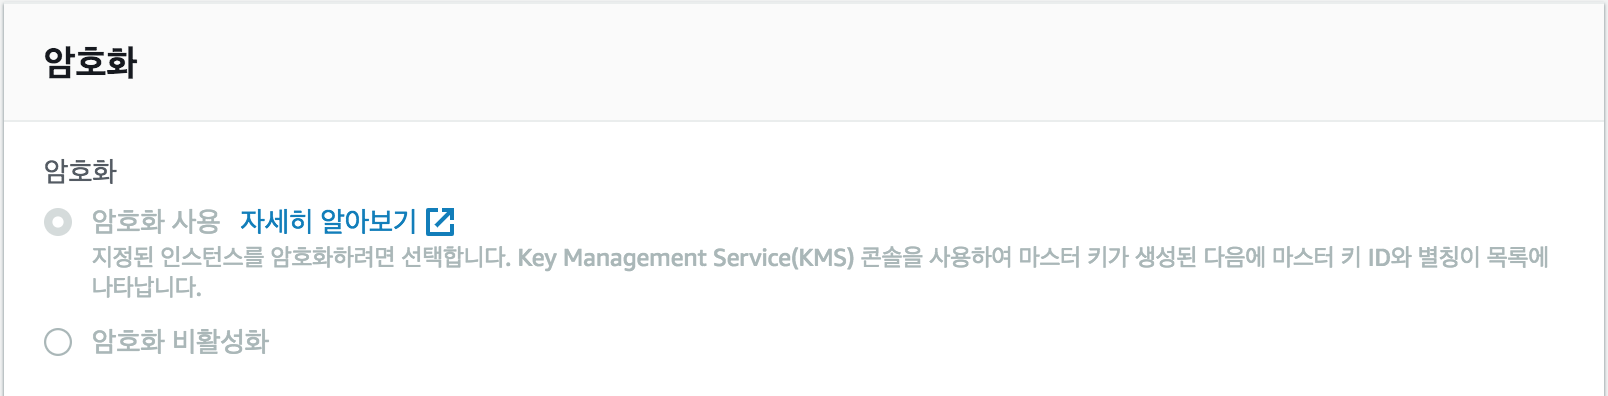 암호화
암호화
암호화 사용 자세히 알아보기
지정된 인스턴스를 암호화하려면 선택합니다. Key Management Service(KMS) 콘솔을 사용하여 마스터 키가 생성된 다음에 마스터 키 ID와 별칭이 목록에
나타납니다.
암호화 비활성화